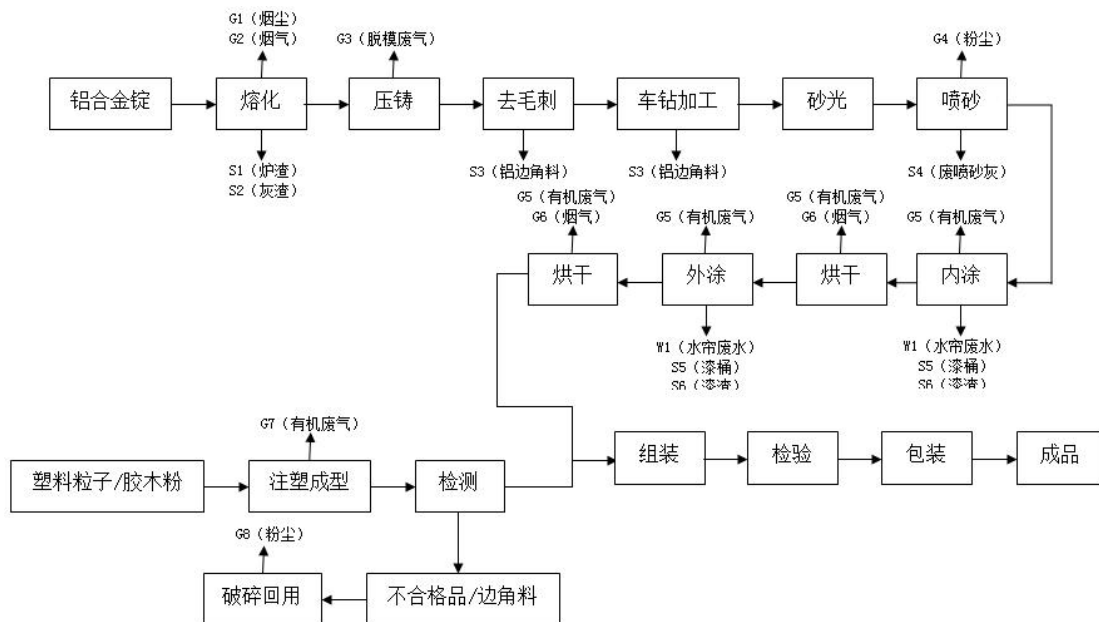 G1（烟尘）
G2（烟气）
G3（脱模废气）
G4（粉尘）
铝合金锭
熔化
压铸
去毛刺
车钻加工
砂光
喷砂
S1（炉渣）
S2（灰渣）
S3（铝边角料）
S3（铝边角料）
S4（废喷砂灰）
G5（有机废气）
G6（烟气）
G5（有机废气）
G5（有机废气）
G6（烟气）
G5（有机废气）
烘干
外涂
烘干
内涂
W1（水帘废水）
S5（漆桶）
S6（漆渣）
W1（水帘废水）
S5（漆桶）
S6（漆渣）
G7（有机废气）
组装
检验
包装
成品
塑料粒子/胶木粉
注塑成型
检测
G8（粉尘）
破碎回用
不合格品/边角料